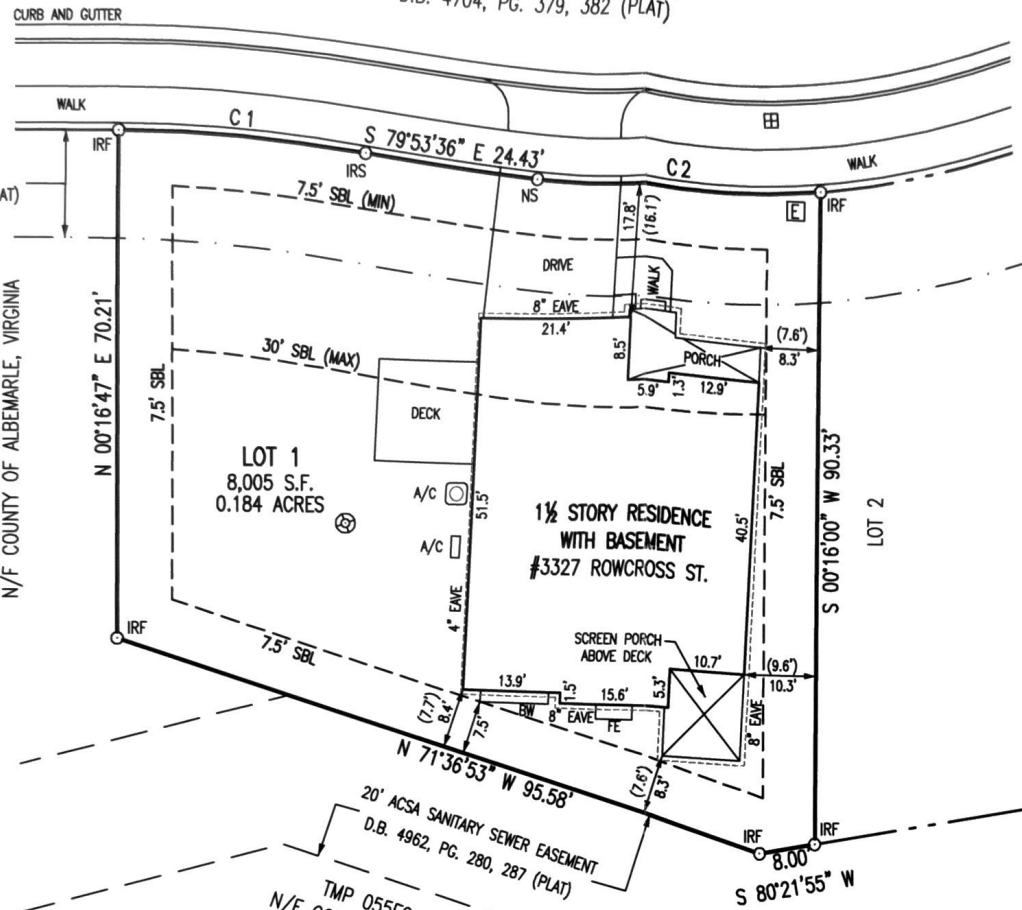 D.B. 4704, PG. 379, 382 (PLAT)
CURB AND GUTTER
WALK
C1
S 79°53'36" E 24.43'
C2
WALK
IRF
IRS
NS
IRF
E
7.5' SBL (MIN)
17.8'
(16.1')
WALK
DRIVE
8" EAVE
21.4'
8.5'
PORCH
5.9'
1.3'
12.9'
(7.6')
8.3'
30' SBL (MAX)
7.5' SBL
N 00°16'47" E 70.21'
N/F COUNTY OF ALBEMARLE, VIRGINIA
DECK
LOT 1
8,005 S.F.
0.184 ACRES
A/C
A/C
51.5'
4" EAVE
1½ STORY RESIDENCE
WITH BASEMENT
#3327 ROWCROSS ST.
40.5'
7.5' SBL
S 00°16'00" W 90.33'
LOT 2
IRF
7.5' SBL
SCREEN PORCH
ABOVE DECK
10.7'
(9.6')
10.3'
13.9'
1.5'
15.6'
5.3'
BW
8" EAVE
FE
8" EAVE
(7.7')
8.4'
7.5'
(7.6')
8.3'
N 71°36'53" W 95.58'
IRF
IRF
8.00'
S 80°21'55" W
20' ACSA SANITARY SEWER EASEMENT
D.B. 4962, PG. 280, 287 (PLAT)